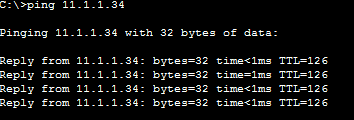 C:\>ping 11.1.1.34
Pinging 11.1.1.34 with 32 bytes of data:
Reply from 11.1.1.34: bytes=32 time<1ms TTL=126
Reply from 11.1.1.34: bytes=32 time=1ms TTL=126
Reply from 11.1.1.34: bytes=32 time<1ms TTL=126
Reply from 11.1.1.34: bytes=32 time<1ms TTL=126